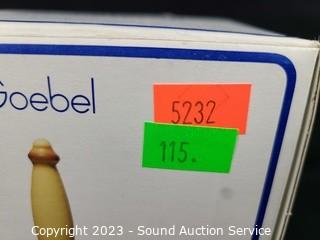 Goebel
5232
115.
Copyright 2023 - Sound Auction Service